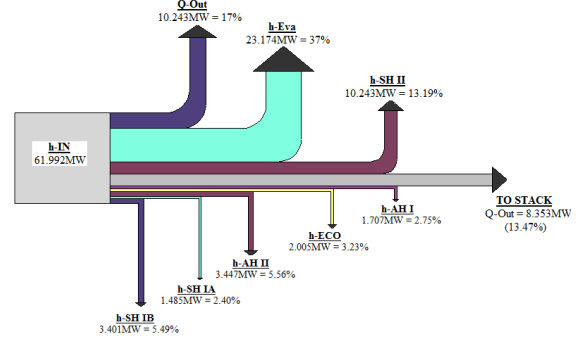 Q-Out
10.243MW = 17%
h-Eva
23.174MW = 37%
h-SH II
10.243MW = 13.19%
h-IN
61.992MW
TO STACK
Q-Out = 8.353MW
(13.47%)
h-AH I
1.707MW = 2.75%
h-ECO
2.005MW = 3.23%
h-AH II
3.447MW = 5.56%
h-SH IA
1.485MW = 2.40%
h-SH IB
3.401MW = 5.49%